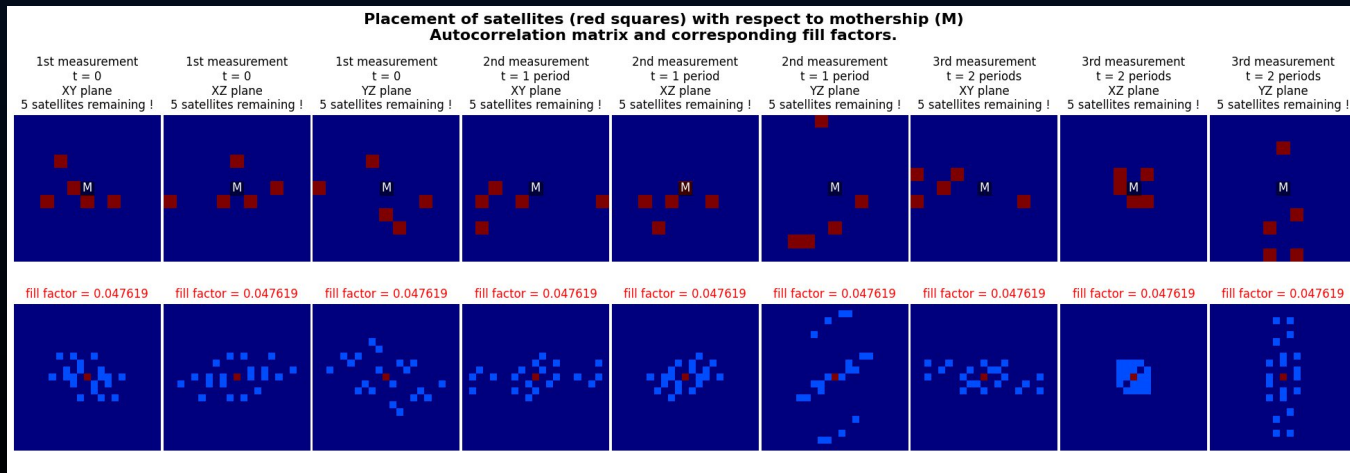 Placement of satellites (red squares) with respect to mothership (M)
Autocorrelation matrix and corresponding fill factors.
1st measurement
t = 0
XY plane
5 satellites remaining !
1st measurement
t = 0
XZ plane
5 satellites remaining !
1st measurement
t = 0
YZ plane
5 satellites remaining !
2nd measurement
t = 1 period
XY plane
5 satellites remaining !
2nd measurement
t = 1 period
XZ plane
5 satellites remaining !
2nd measurement
t = 1 period
YZ plane
5 satellites remaining !
3rd measurement
t = 2 periods
XY plane
5 satellites remaining !
3rd measurement
t = 2 periods
XZ plane
5 satellites remaining !
3rd measurement
t = 2 periods
YZ plane
5 satellites remaining !
M
M
M
M
M
M
M
M
M
fill factor = 0.047619
fill factor = 0.047619
fill factor = 0.047619
fill factor = 0.047619
fill factor = 0.047619
fill factor = 0.047619
fill factor = 0.047619
fill factor = 0.047619
fill factor = 0.047619